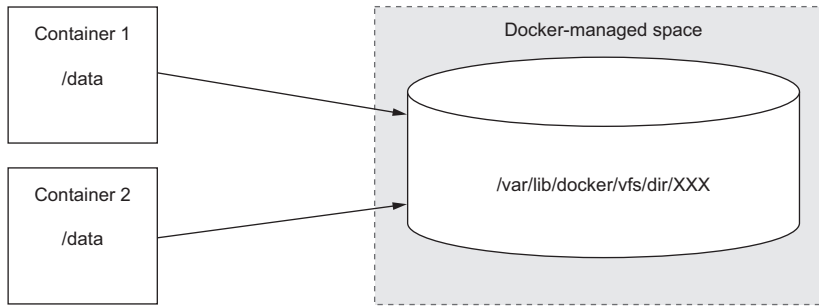 Container 1
/data
Container 2
/data
Docker-managed space
/var/lib/docker/vfs/dir/XXX